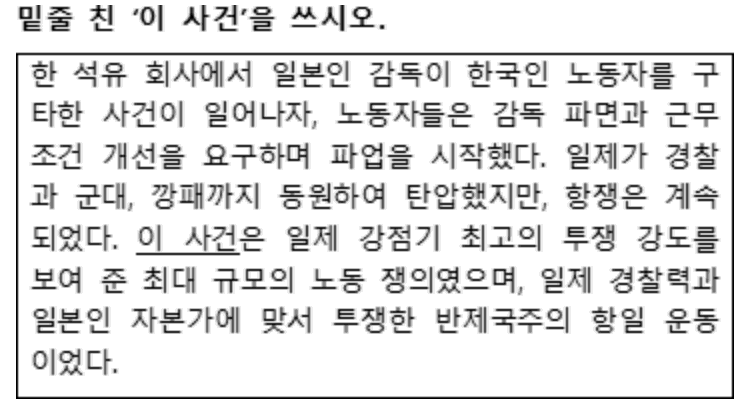 밑줄 친 ‘이 사건’을 쓰시오.
한 석유 회사에서 일본인 감독이 한국인 노동자를 구
타한 사건이 일어나자, 노동자들은 감독 파면과 근무
조건 개선을 요구하며 파업을 시작했다. 일제가 경찰
과 군대, 깡패까지 동원하여 탄압했지만, 항쟁은 계속
되었다. 이 사건은 일제 강점기 최고의 투쟁 강도를
보여 준 최대 규모의 노동 쟁의였으며, 일제 경찰력과
일본인 자본가에 맞서 투쟁한 반제국주의 항일 운동
이었다.